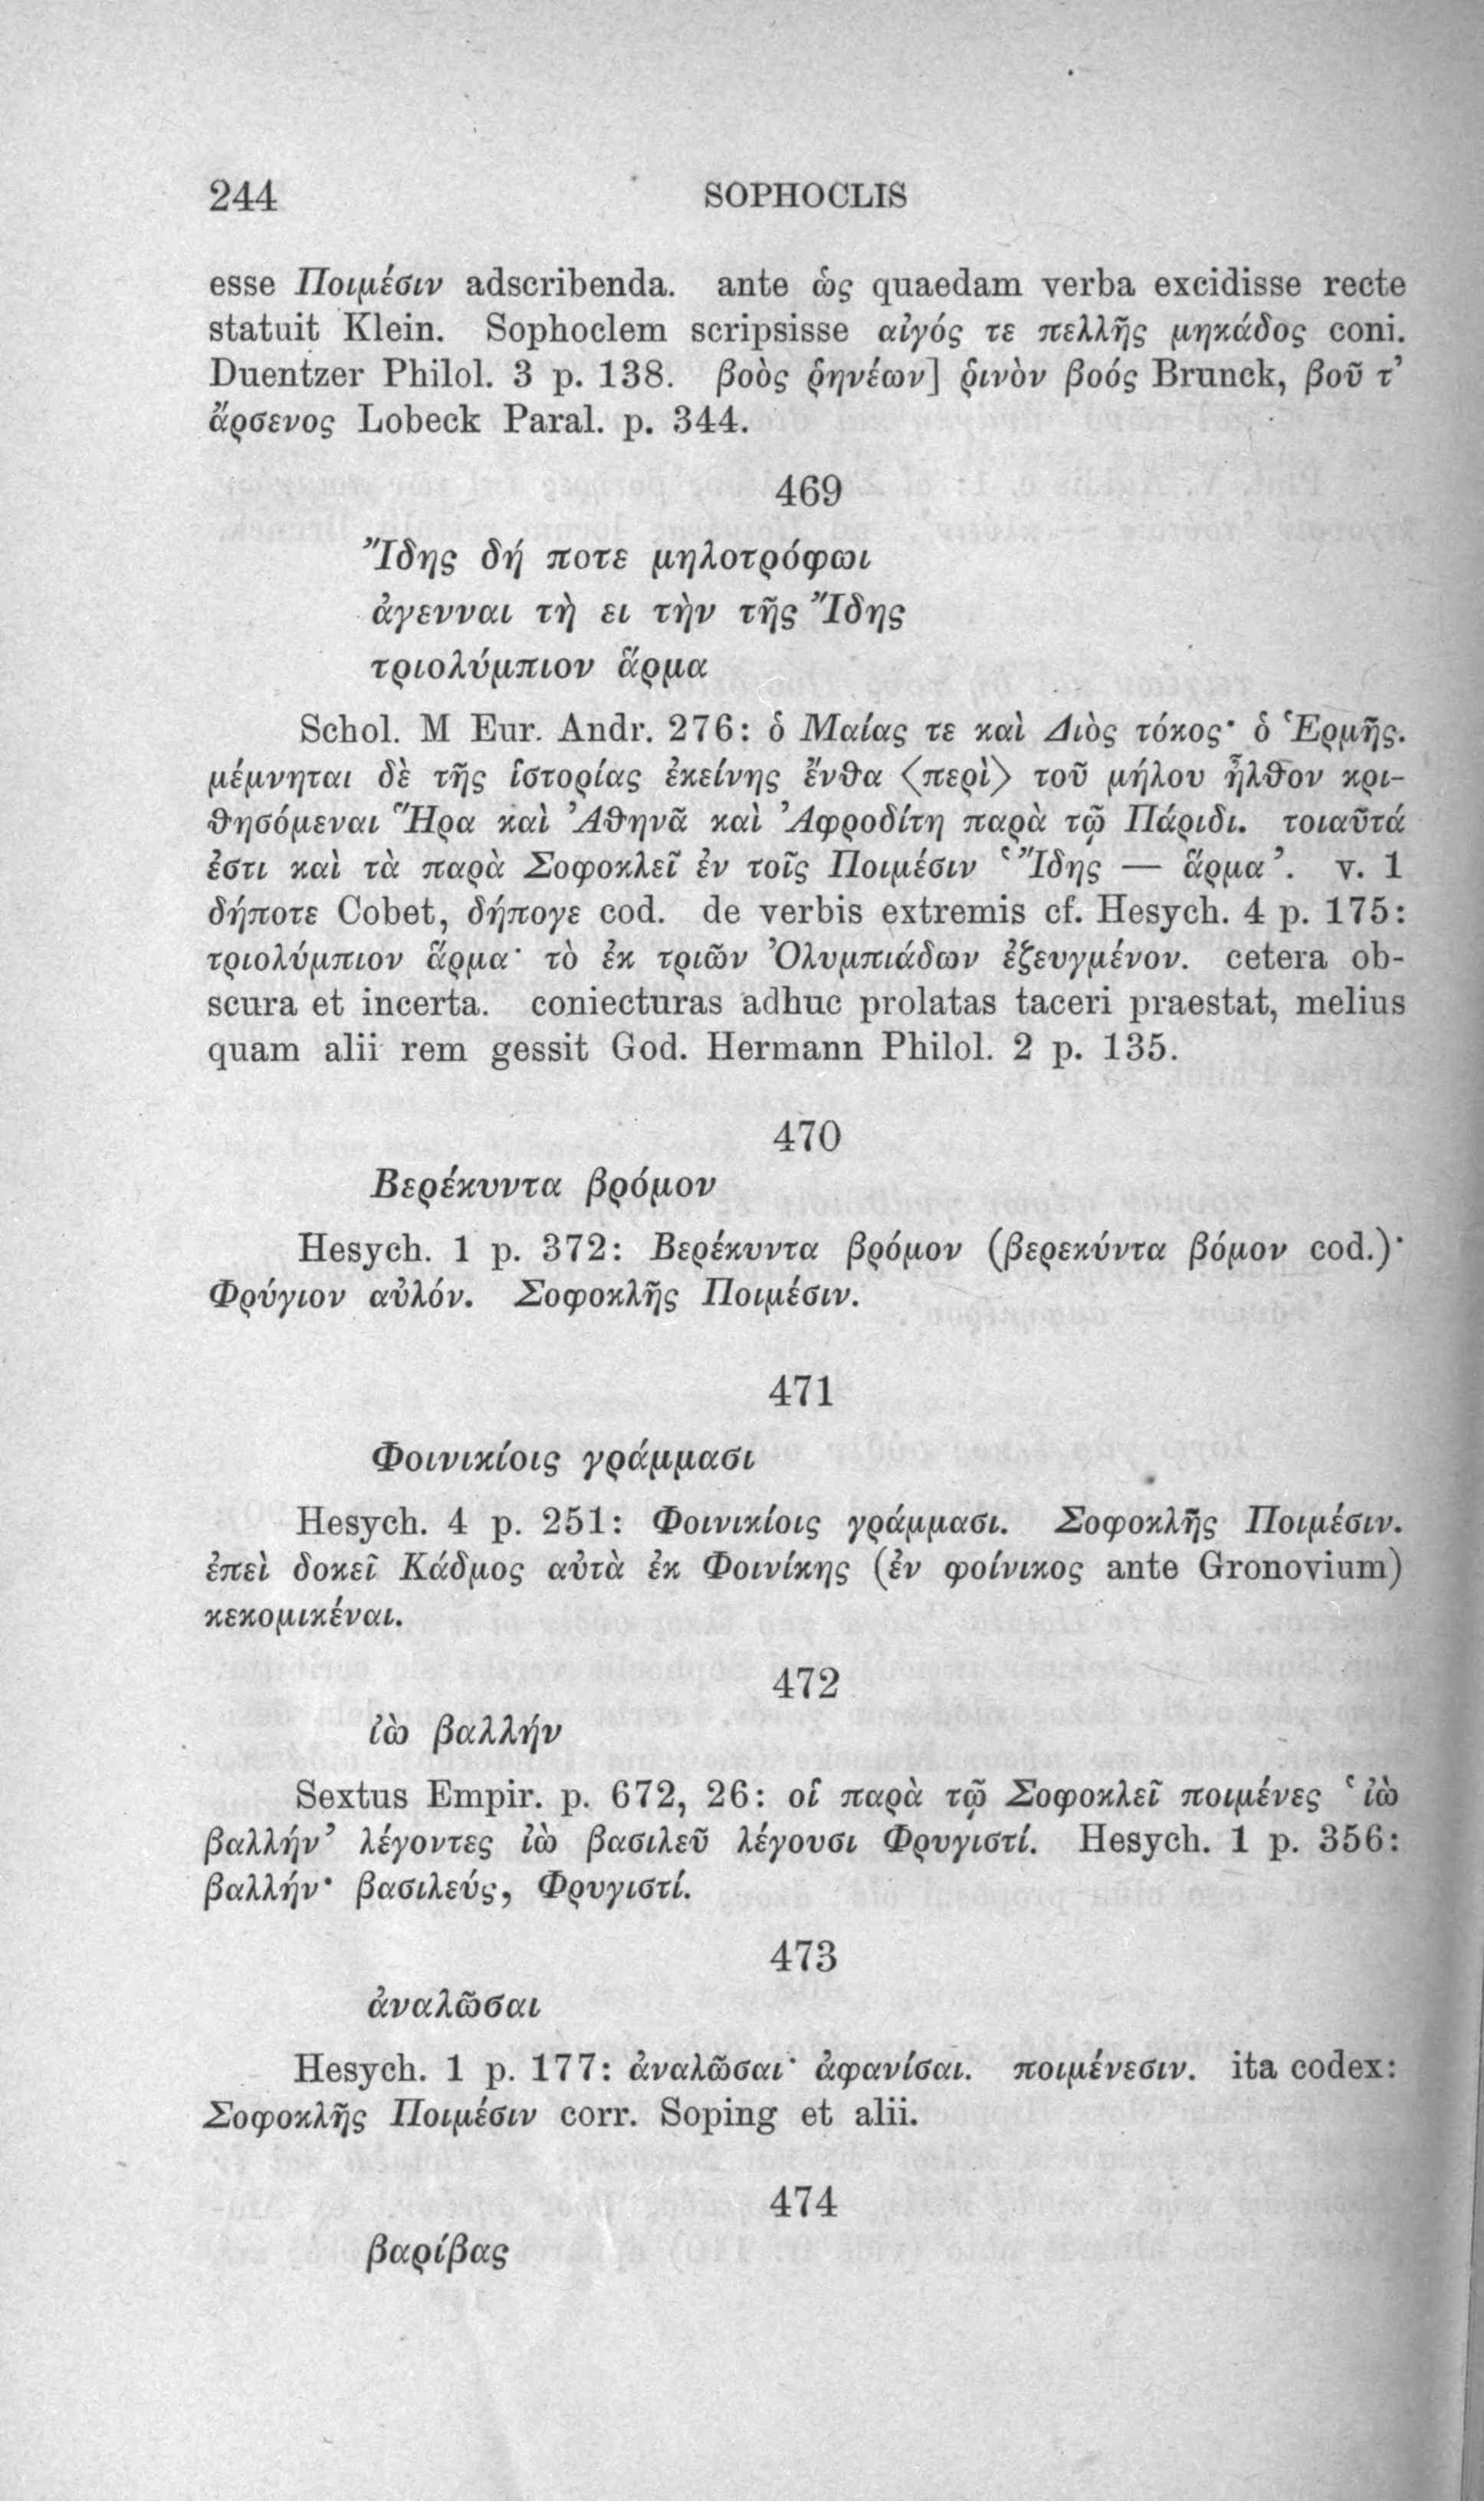 244 SOPHOCLIS
esse Ποιμέσιν adscribenda. ante ὡς quaedam verba excidisse recte
statuit Klein. Sophoclem scripsisse αἰγός τε πελλῆς μηκάδος coni.
Duentzer Philol. 3 p. 138. βοὸς ῥηνέων] ῥινὸν βοός Brunck, βοῦ τ’
ἄρσενος Lobeck Paral. p. 344.
469
Ἴδης δή ποτε μηλοτρόφωι
ἀγενναι τὴ ει τὴν τῆς Ἴδης
τριολύμπιον ἅρμα
Schol. M Eur. Andr. 276: ὁ Μαίας τε καὶ Διὸς τόκος· ὁ Ἑρμῆς.
μέμνηται δὲ τῆς ἱστορίας ἐκείνης ἔνθα ⟨περὶ⟩ τοῦ μήλου ἦλθον κρι-
θησόμεναι Ἥρα καὶ Ἀθηνᾶ καὶ Ἀφροδίτη παρὰ τῷ Πάριδι. τοιαῦτά
ἐστι καὶ τὰ παρὰ Σοφοκλεῖ ἐν τοῖς Ποιμέσιν ‘Ἴδης — ἅρμα’. v. 1
δήποτε Cobet, δήπογε cod. de verbis extremis cf. Hesych. 4 p. 175:
τριολύμπιον ἅρμα· τὸ ἐκ τριῶν Ὀλυμπιάδων ἐξευγμένον. cetera ob-
scura et incerta. coniecturas adhuc prolatas taceri praestat, melius
quam alii rem gessit God. Hermann Philol. 2 p. 135.
470
Βερέκυντα βρόμον
Hesych. 1 p. 372: Βερέκυντα βρόμον (βερεκύντα βόμον cod.)·
Φρύγιον αὐλόν. Σοφοκλῆς Ποιμέσιν.
471
Φοινικίοις γράμμασι
Hesych. 4 p. 251: Φοινικίοις γράμμασι. Σοφοκλῆς Ποιμέσιν.
ἐπεὶ δοκεῖ Κάδμος αὐτὰ ἐκ Φοινίκης (ἐν φοίνικος ante Gronovium)
κεκομικέναι.
472
ἰὼ βαλλήν
Sextus Empir. p. 672, 26: οἱ παρὰ τῷ Σοφοκλεῖ ποιμένες ‘ἰὼ
βαλλήν’ λέγοντες ἰὼ βασιλεῦ λέγουσι Φρυγιστί. Hesych. 1 p. 356:
βαλλήν· βασιλεύς, Φρυγιστί.
473
ἀναλῶσαι
Hesych. 1 p. 177: ἀναλῶσαι· ἀφανίσαι. ποιμένεσιν. ita codex:
Σοφοκλῆς Ποιμέσιν corr. Soping et alii.
474
βαρίβας